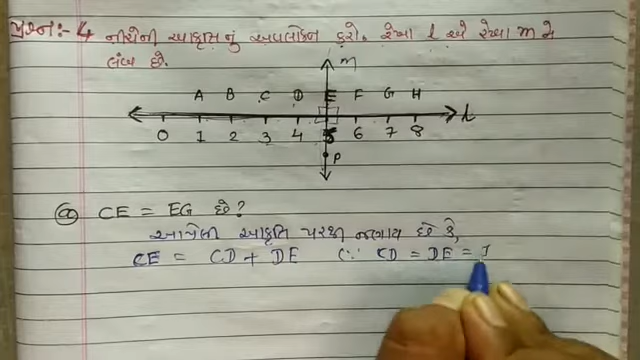 પ્રશ્ન:- 4 નીચેની આકૃતિનું અવલોકન કરો. રેખા l એ રેખા m ને
લંબ છે.
m
A B C D E F G H
l
0 1 2 3 4 5 6 7 8
P
(a) CE = EG છે?
આપેલી આકૃતિ પરથી જણાય છે કે,
CE = CD + DE (∵ CD = DE = 1